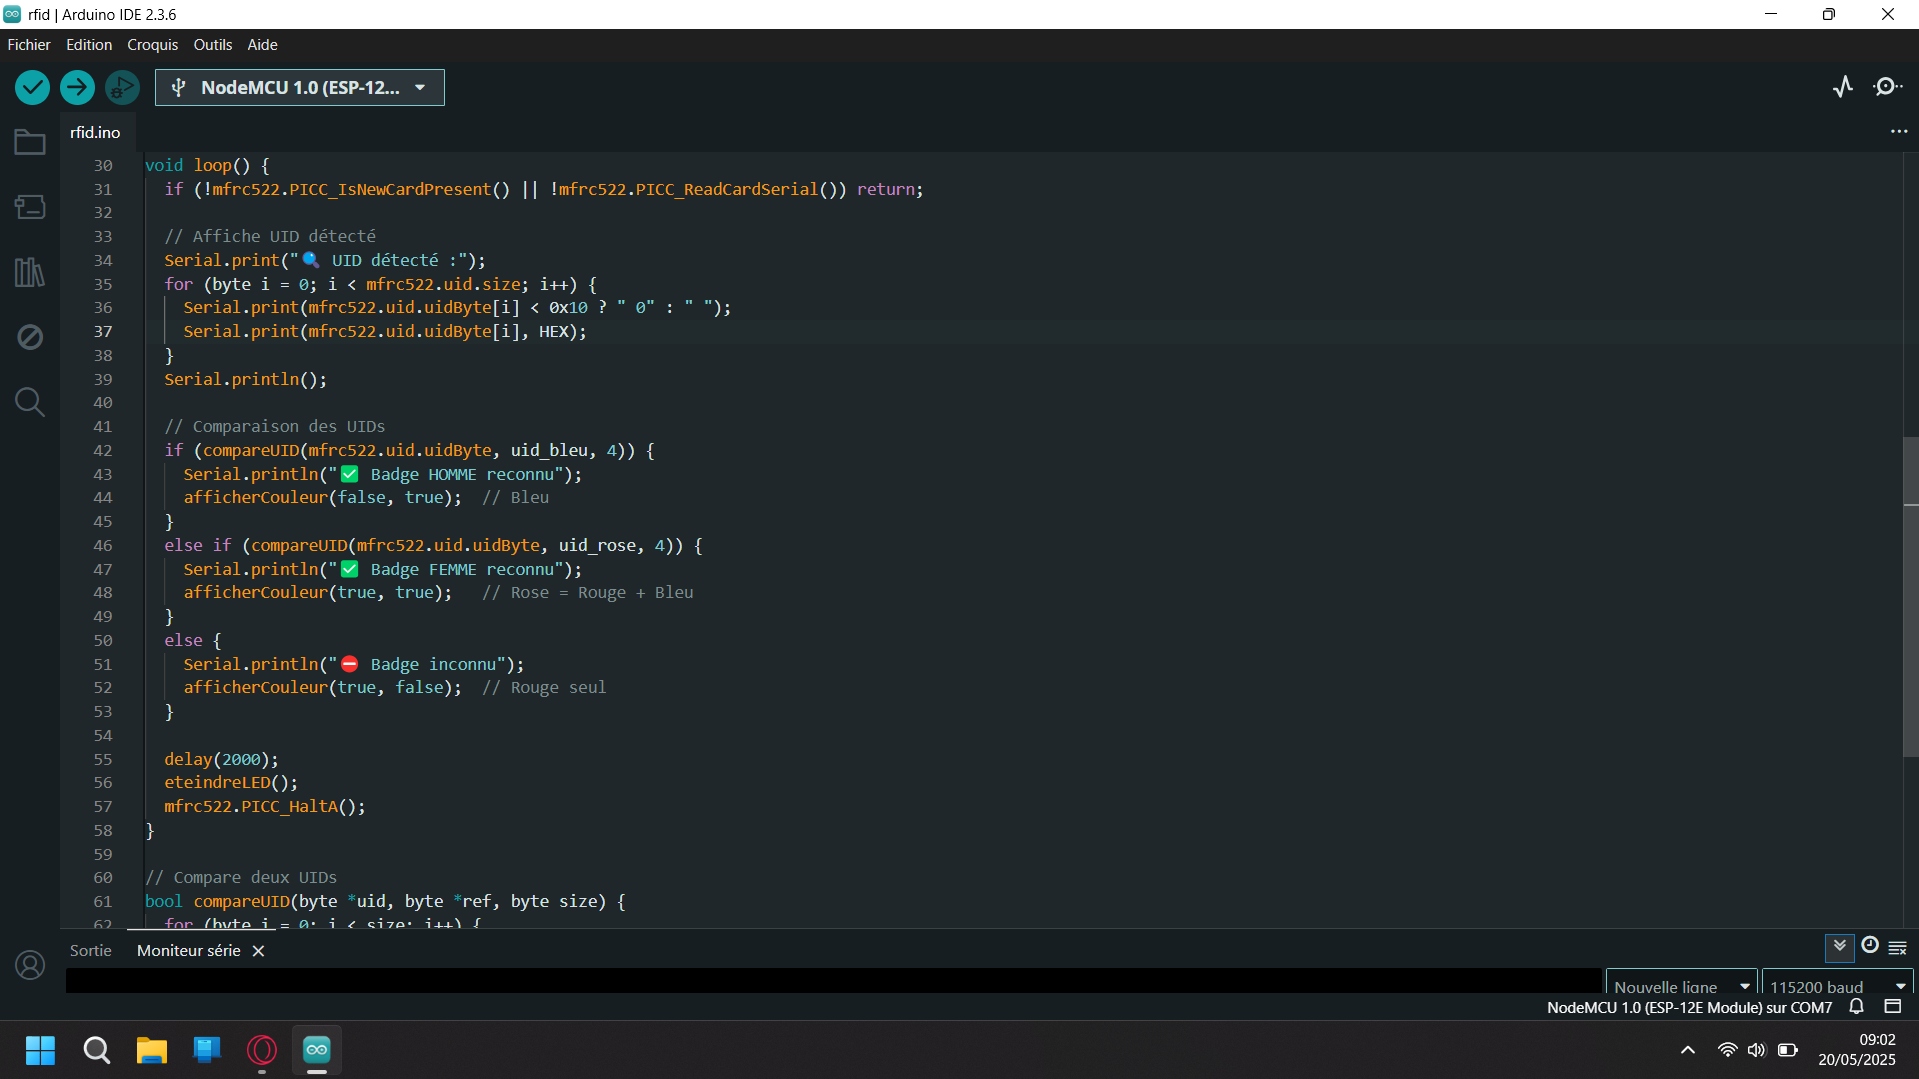 rfid | Arduino IDE 2.3.6
Fichier Edition Croquis Outils Aide
NodeMCU 1.0 (ESP-12...
rfid.ino
30 void loop() {
31 if (!mfrc522.PICC_IsNewCardPresent() || !mfrc522.PICC_ReadCardSerial()) return;
32
33 // Affiche UID détecté
34 Serial.print("🔍 UID détecté :");
35 for (byte i = 0; i < mfrc522.uid.size; i++) {
36 Serial.print(mfrc522.uid.uidByte[i] < 0x10 ? " 0" : " ");
37 Serial.print(mfrc522.uid.uidByte[i], HEX);
38 }
39 Serial.println();
40
41 // Comparaison des UIDs
42 if (compareUID(mfrc522.uid.uidByte, uid_bleu, 4)) {
43 Serial.println("✅ Badge HOMME reconnu");
44 afficherCouleur(false, true); // Bleu
45 }
46 else if (compareUID(mfrc522.uid.uidByte, uid_rose, 4)) {
47 Serial.println("✅ Badge FEMME reconnu");
48 afficherCouleur(true, true); // Rose = Rouge + Bleu
49 }
50 else {
51 Serial.println("⛔ Badge inconnu");
52 afficherCouleur(true, false); // Rouge seul
53 }
54
55 delay(2000);
56 eteindreLED();
57 mfrc522.PICC_HaltA();
58 }
59
60 // Compare deux UIDs
61 bool compareUID(byte *uid, byte *ref, byte size) {
62 for (byte i = 0; i < size; i++) {
Sortie Moniteur série
Nouvelle ligne 115200 baud
NodeMCU 1.0 (ESP-12E Module) sur COM7
09:02
20/05/2025